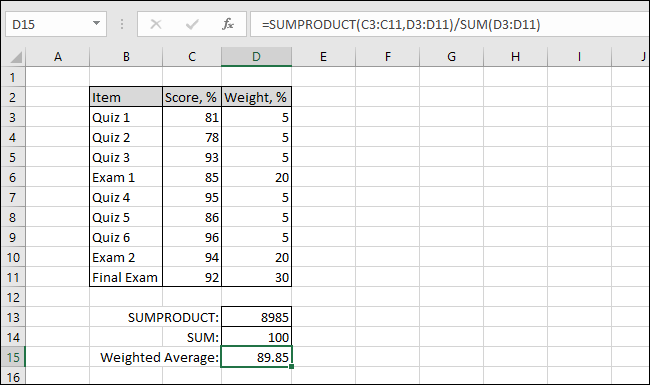 D15 fx =SUMPRODUCT(C3:C11,D3:D11)/SUM(D3:D11)
A B C D E F G H I J
1
2 Item Score, % Weight, %
3 Quiz 1 81 5
4 Quiz 2 78 5
5 Quiz 3 93 5
6 Exam 1 85 20
7 Quiz 4 95 5
8 Quiz 5 86 5
9 Quiz 6 96 5
10 Exam 2 94 20
11 Final Exam 92 30
12
13 SUMPRODUCT: 8985
14 SUM: 100
15 Weighted Average: 89.85
16